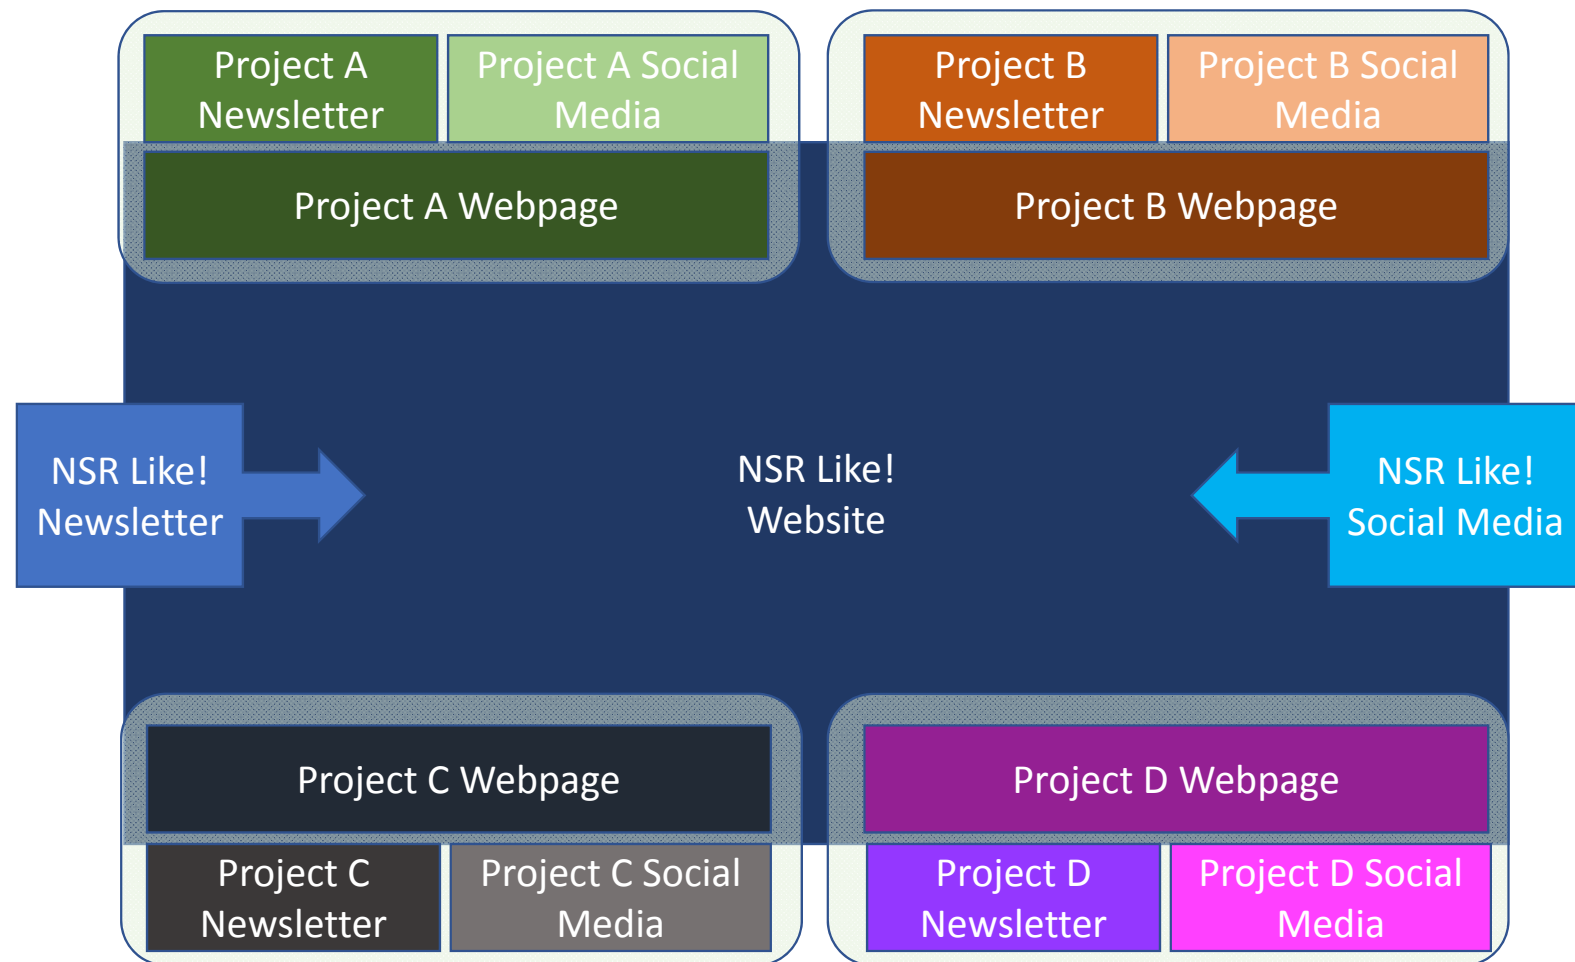 Project A
Newsletter
Project A Social
Media
Project B
Newsletter
Project B Social
Media
Project A Webpage
Project B Webpage
NSR Like!
Newsletter
NSR Like!
Website
NSR Like!
Social Media
Project C Webpage
Project D Webpage
Project C
Newsletter
Project C Social
Media
Project D
Newsletter
Project D Social
Media